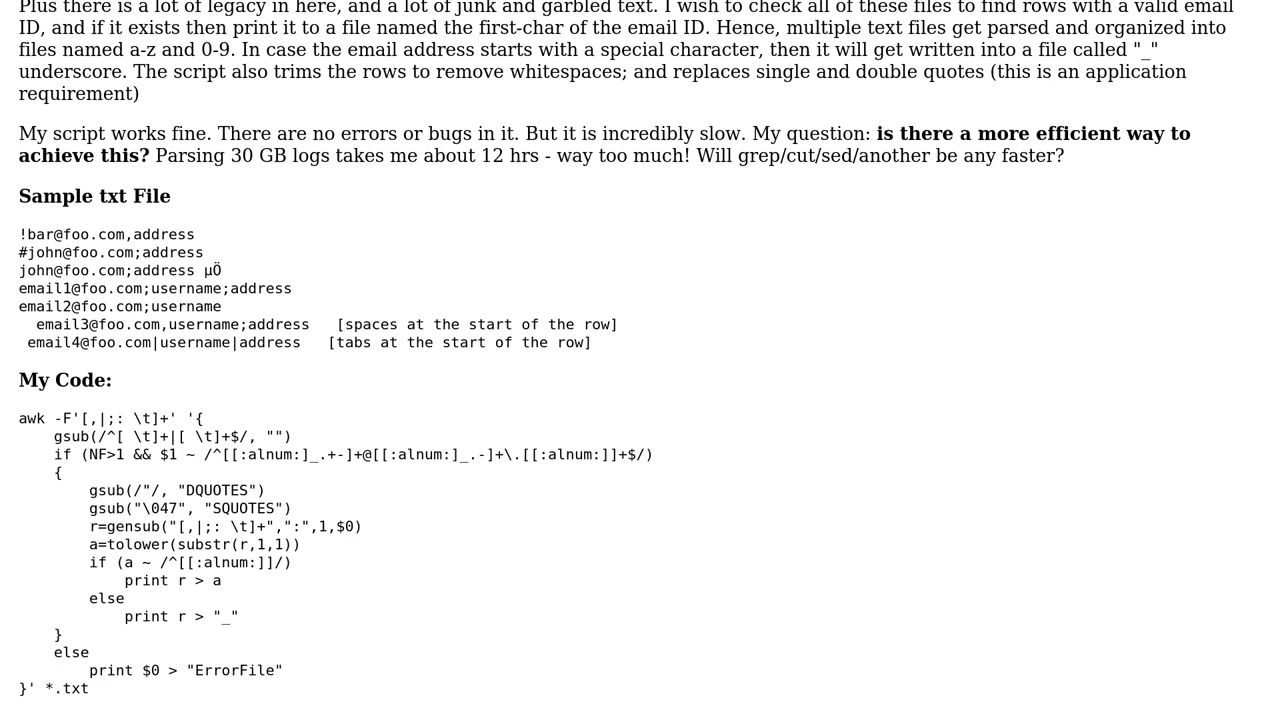 Plus there is a lot of legacy in here, and a lot of junk and garbled text. I wish to check all of these files to find rows with a valid email
ID, and if it exists then print it to a file named the first-char of the email ID. Hence, multiple text files get parsed and organized into
files named a-z and 0-9. In case the email address starts with a special character, then it will get written into a file called "_"
underscore. The script also trims the rows to remove whitespaces; and replaces single and double quotes (this is an application
requirement)
My script works fine. There are no errors or bugs in it. But it is incredibly slow. My question: is there a more efficient way to
achieve this? Parsing 30 GB logs takes me about 12 hrs - way too much! Will grep/cut/sed/another be any faster?
Sample txt File
!bar@foo.com,address
#john@foo.com;address
john@foo.com;address µÖ
email1@foo.com;username;address
email2@foo.com;username
  email3@foo.com,username;address   [spaces at the start of the row]
 email4@foo.com|username|address   [tabs at the start of the row]
My Code:
awk -F'[,|;: \t]+' '{
    gsub(/^[ \t]+|[ \t]+$/, "")
    if (NF>1 && $1 ~ /^[[:alnum:]_.+-]+@[[:alnum:]_.-]+\.[[:alnum:]]+$/)
    {
        gsub(/"/, "DQUOTES")
        gsub("\047", "SQUOTES")
        r=gensub("[,|;: \t]+",":",1,$0)
        a=tolower(substr(r,1,1))
        if (a ~ /^[[:alnum:]]/)
            print r > a
        else
            print r > "_"
    }
    else
        print $0 > "ErrorFile"
}' *.txt